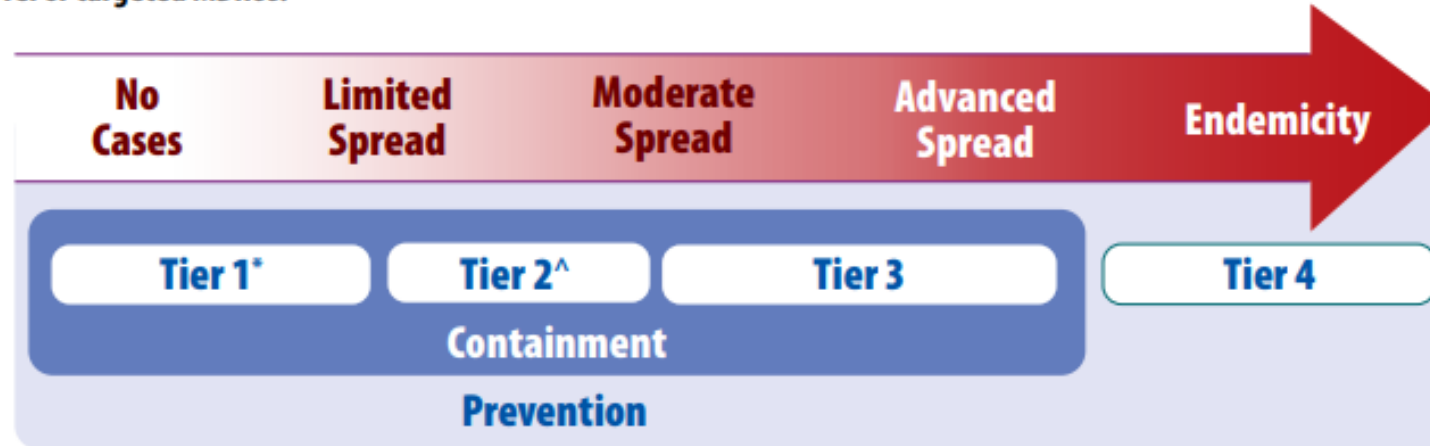 No Cases
Limited Spread
Moderate Spread
Advanced Spread
Endemicity
Tier 1*
Tier 2^
Tier 3
Tier 4
Containment
Prevention